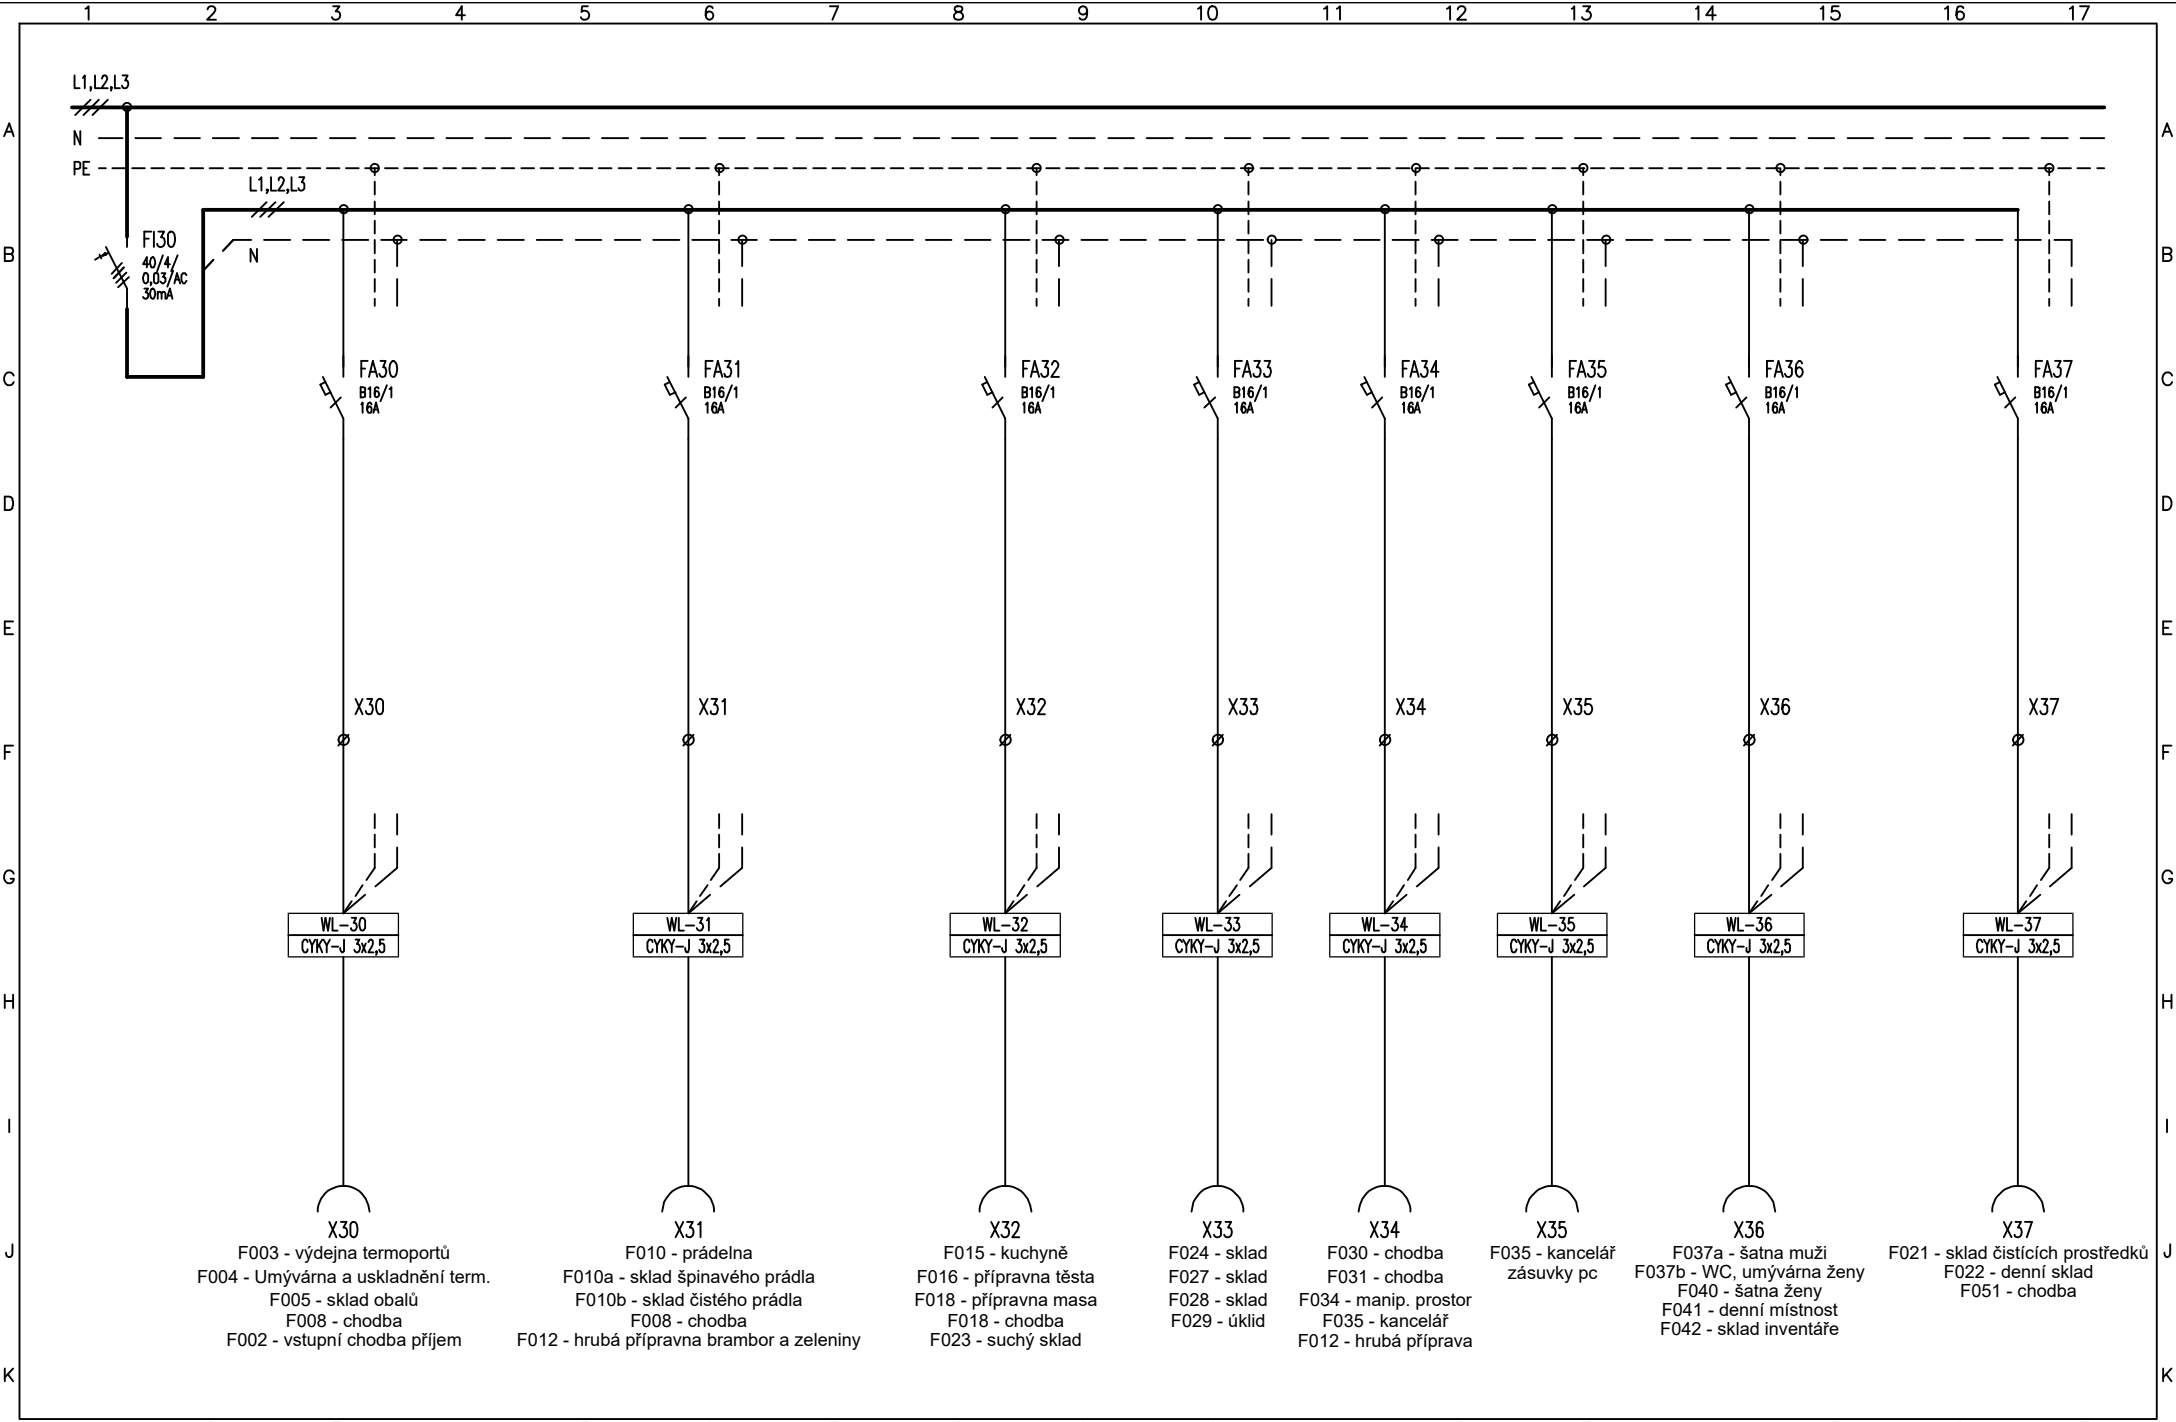 1 2 3 4 5 6 7 8 9 10 11 12 13 14 15 16 17
L1,L2,L3
A A
N
PE
L1,L2,L3
N
B B
FI30
40/4/
0,03/AC
30mA
C C
FA30
B16/1
16A
FA31
B16/1
16A
FA32
B16/1
16A
FA33
B16/1
16A
FA34
B16/1
16A
FA35
B16/1
16A
FA36
B16/1
16A
FA37
B16/1
16A
D D
E E
X30 X31 X32 X33 X34 X35 X36 X37
F F
G G
WL-30
CYKY-J 3x2,5
WL-31
CYKY-J 3x2,5
WL-32
CYKY-J 3x2,5
WL-33
CYKY-J 3x2,5
WL-34
CYKY-J 3x2,5
WL-35
CYKY-J 3x2,5
WL-36
CYKY-J 3x2,5
WL-37
CYKY-J 3x2,5
H H
I I
J J
X30
F003 - výdejna termoportů
F004 - Umývárna a uskladnění term.
F005 - sklad obalů
F008 - chodba
F002 - vstupní chodba příjem
X31
F010 - prádelna
F010a - sklad špinavého prádla
F010b - sklad čistého prádla
F008 - chodba
F012 - hrubá přípravna brambor a zeleniny
X32
F015 - kuchyně
F016 - přípravna těsta
F018 - přípravna masa
F018 - chodba
F023 - suchý sklad
X33
F024 - sklad
F027 - sklad
F028 - sklad
F029 - úklid
X34
F030 - chodba
F031 - chodba
F034 - manip. prostor
F035 - kancelář
F012 - hrubá příprava
X35
F035 - kancelář
zásuvky pc
X36
F037a - šatna muži
F037b - WC, umývárna ženy
F040 - šatna ženy
F041 - denní místnost
F042 - sklad inventáře
X37
F021 - sklad čistících prostředků
F022 - denní sklad
F051 - chodba
K K